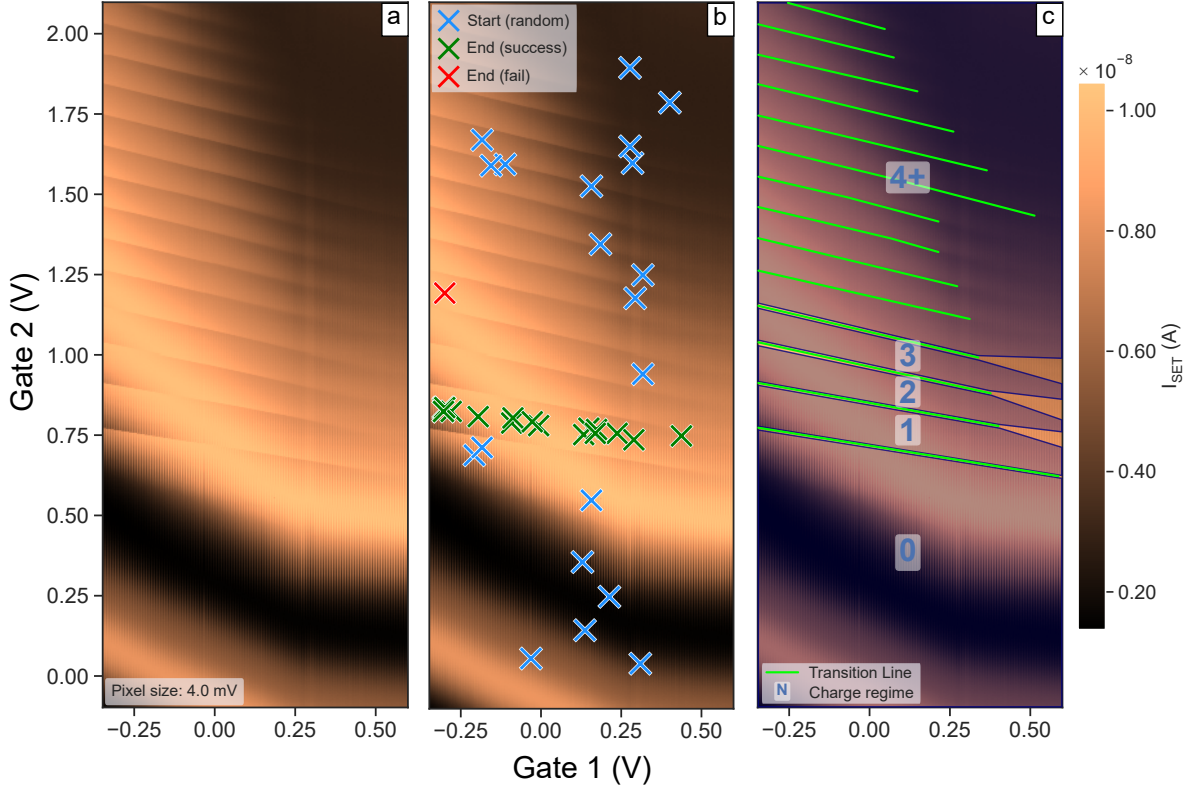 a
b
c
Start (random)
End (success)
End (fail)
Transition Line
N Charge regime
Pixel size: 4.0 mV
4+
3
2
1
0
2.00
1.75
1.50
1.25
1.00
0.75
0.50
0.25
0.00
Gate 2 (V)
−0.25 0.00 0.25 0.50
−0.25 0.00 0.25 0.50
−0.25 0.00 0.25 0.50
Gate 1 (V)
× 10⁻⁸
1.00
0.80
0.60
0.40
0.20
I_SET (A)